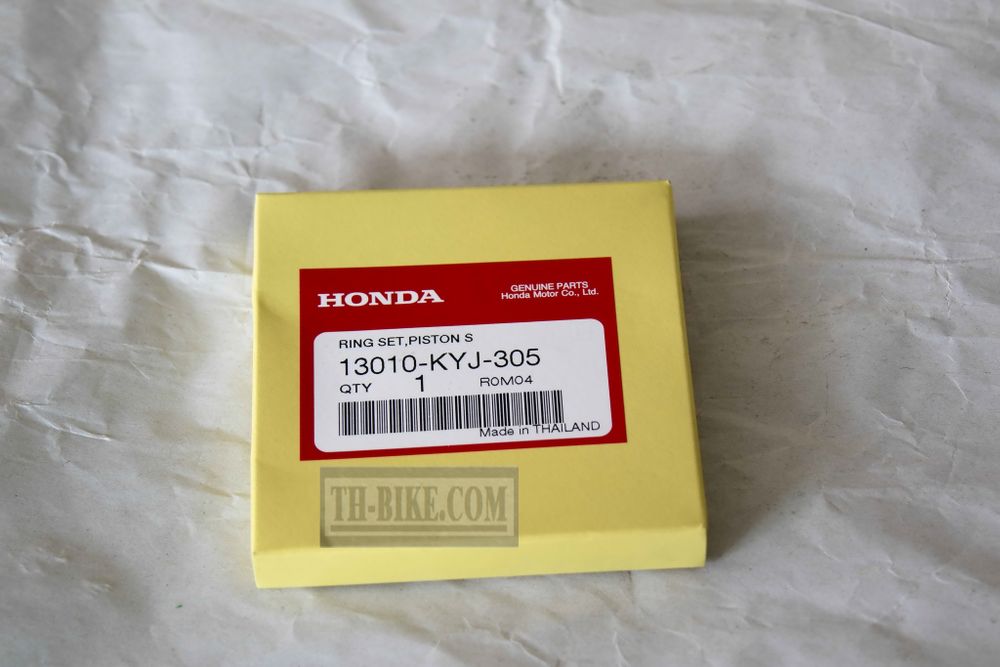 HONDA
GENUINE PARTS
Honda Motor Co., Ltd.
RING SET,PISTON S
13010-KYJ-305
QTY 1 R0M04
Made in THAILAND
TH-BIKE.COM